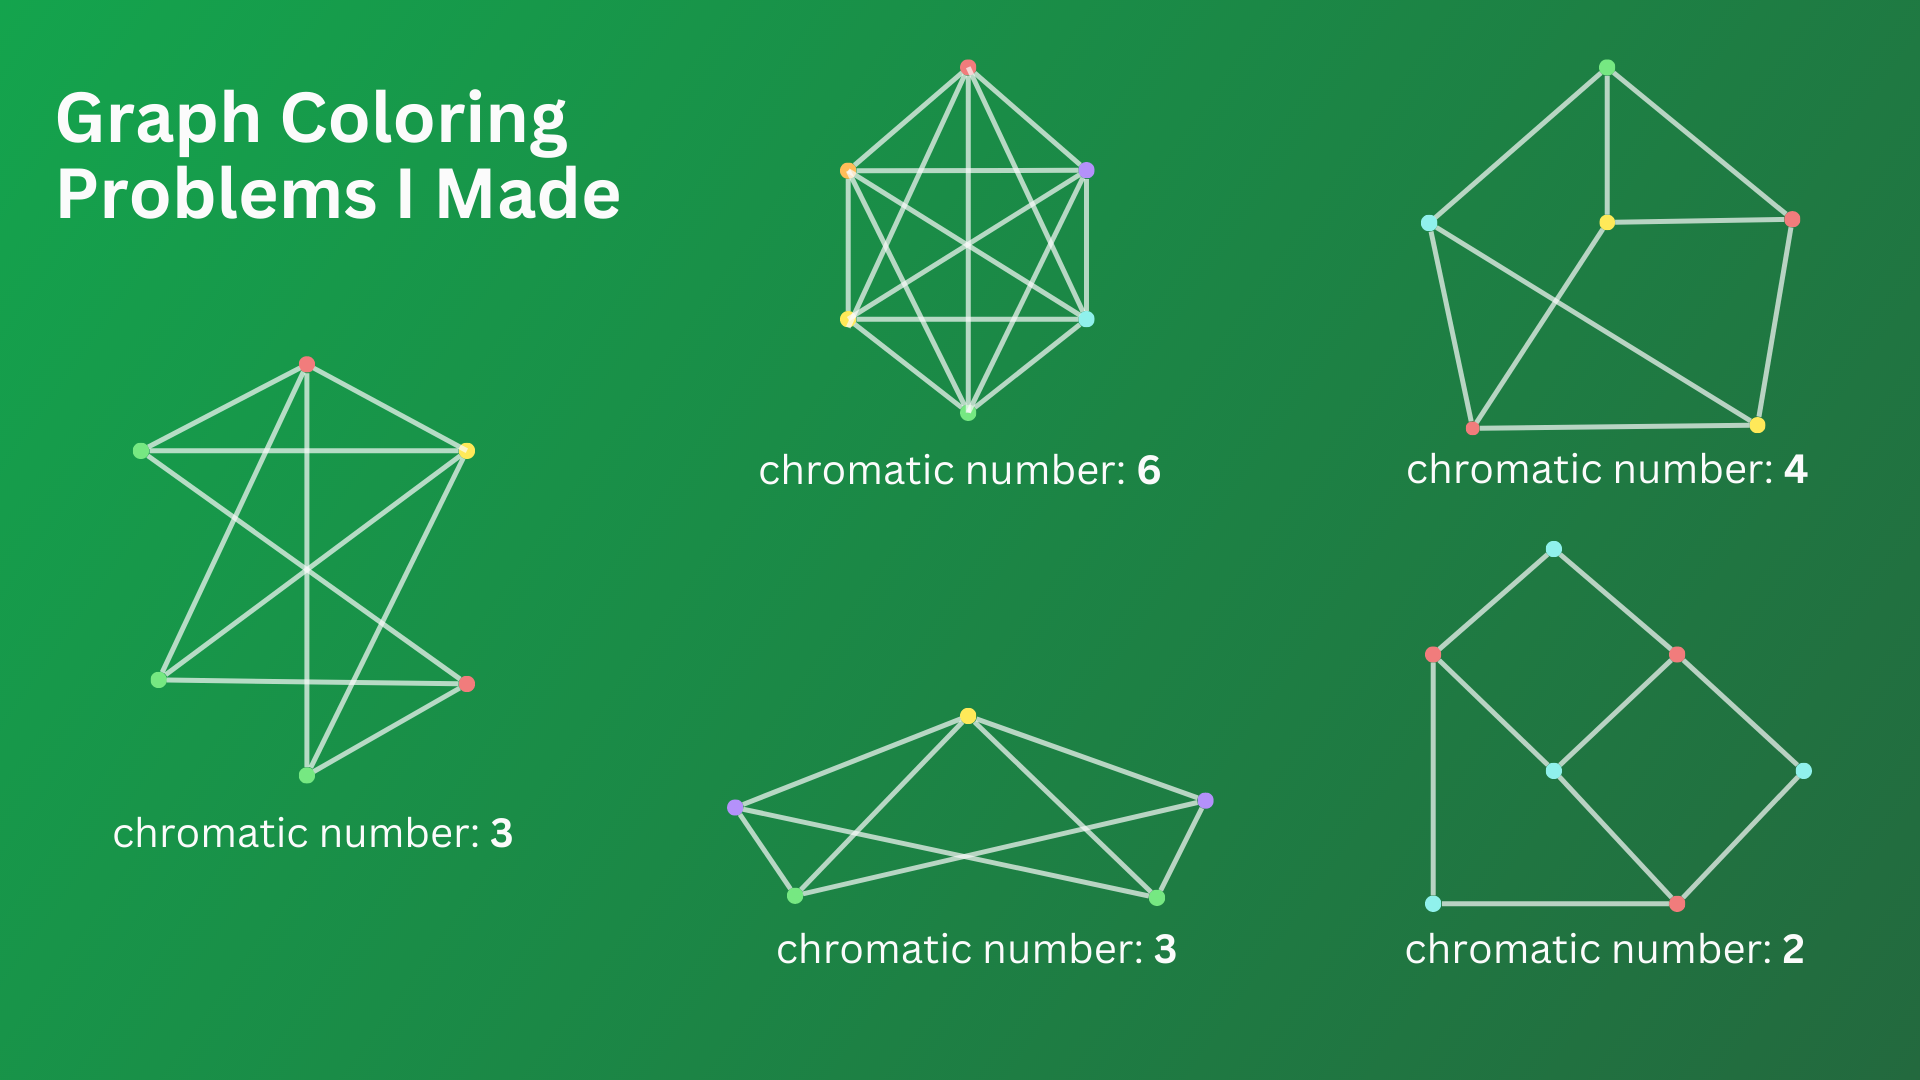 Graph Coloring
Problems I Made
chromatic number: 6
chromatic number: 4
chromatic number: 3
chromatic number: 3
chromatic number: 2